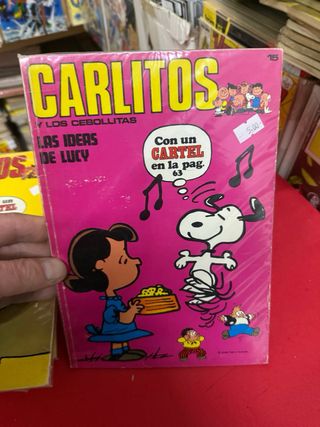 CARLITOS
15
Y LOS CEBOLLITAS
LAS IDEAS
DE LUCY
Con un
CARTEL
en la pag.
63